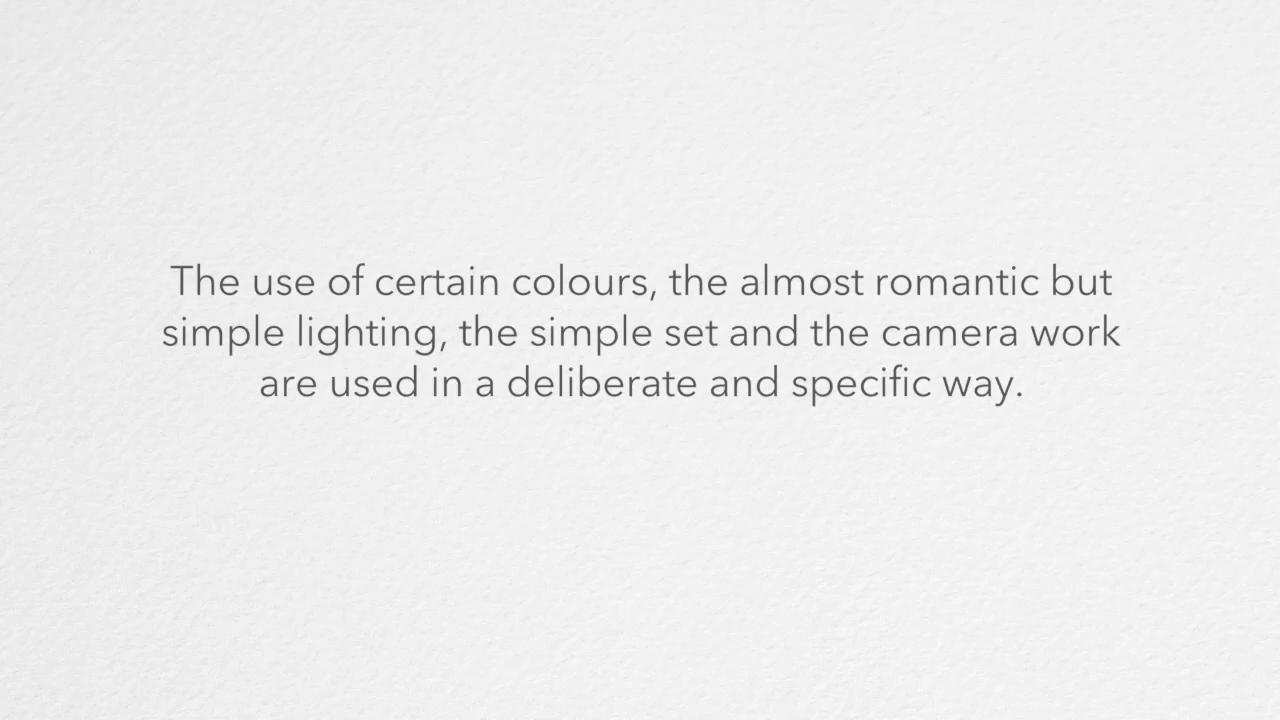 The use of certain colours, the almost romantic but
simple lighting, the simple set and the camera work
are used in a deliberate and specific way.